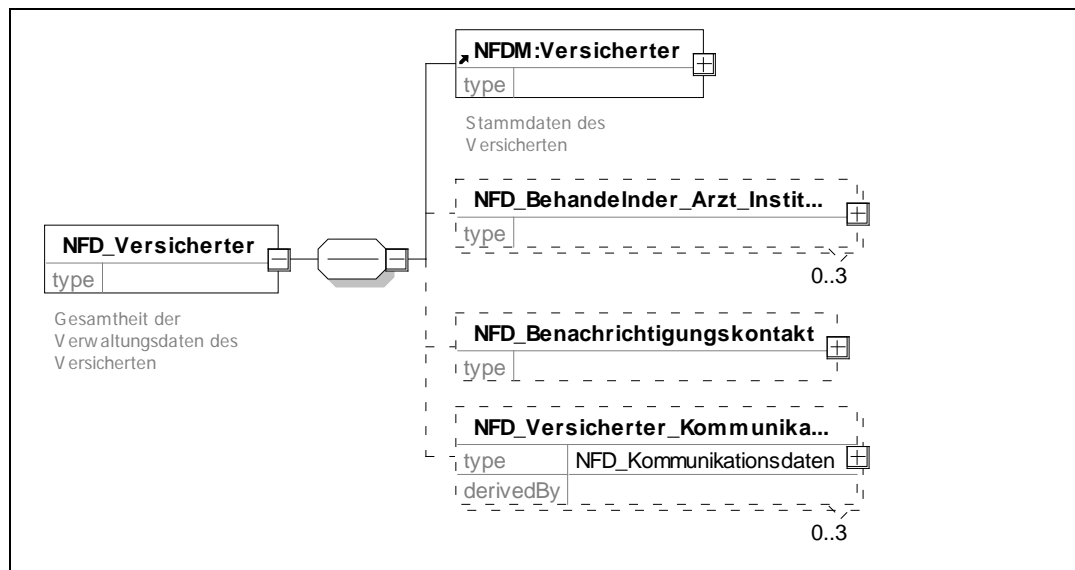 NFDM:Versicherter
type
Stammdaten des
Versicherten
NFD_Behandelnder_Arzt_Instit...
type
0..3
NFD_Versicherter
type
Gesamtheit der
Verwaltungsdaten des
Versicherten
NFD_Benachrichtigungskontakt
type
NFD_Versicherter_Kommunika...
type NFD_Kommunikationsdaten
derivedBy
0..3